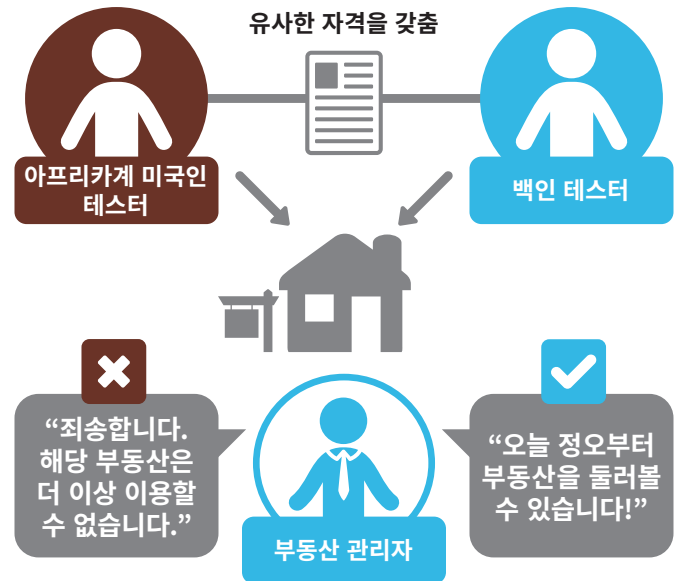 유사한 자격을 갖춤
아프리카계 미국인
테스터
백인 테스터
“죄송합니다.
해당 부동산은
더 이상 이용할
수 없습니다.”
“오늘 정오부터
부동산을 둘러볼
수 있습니다!”
부동산 관리자